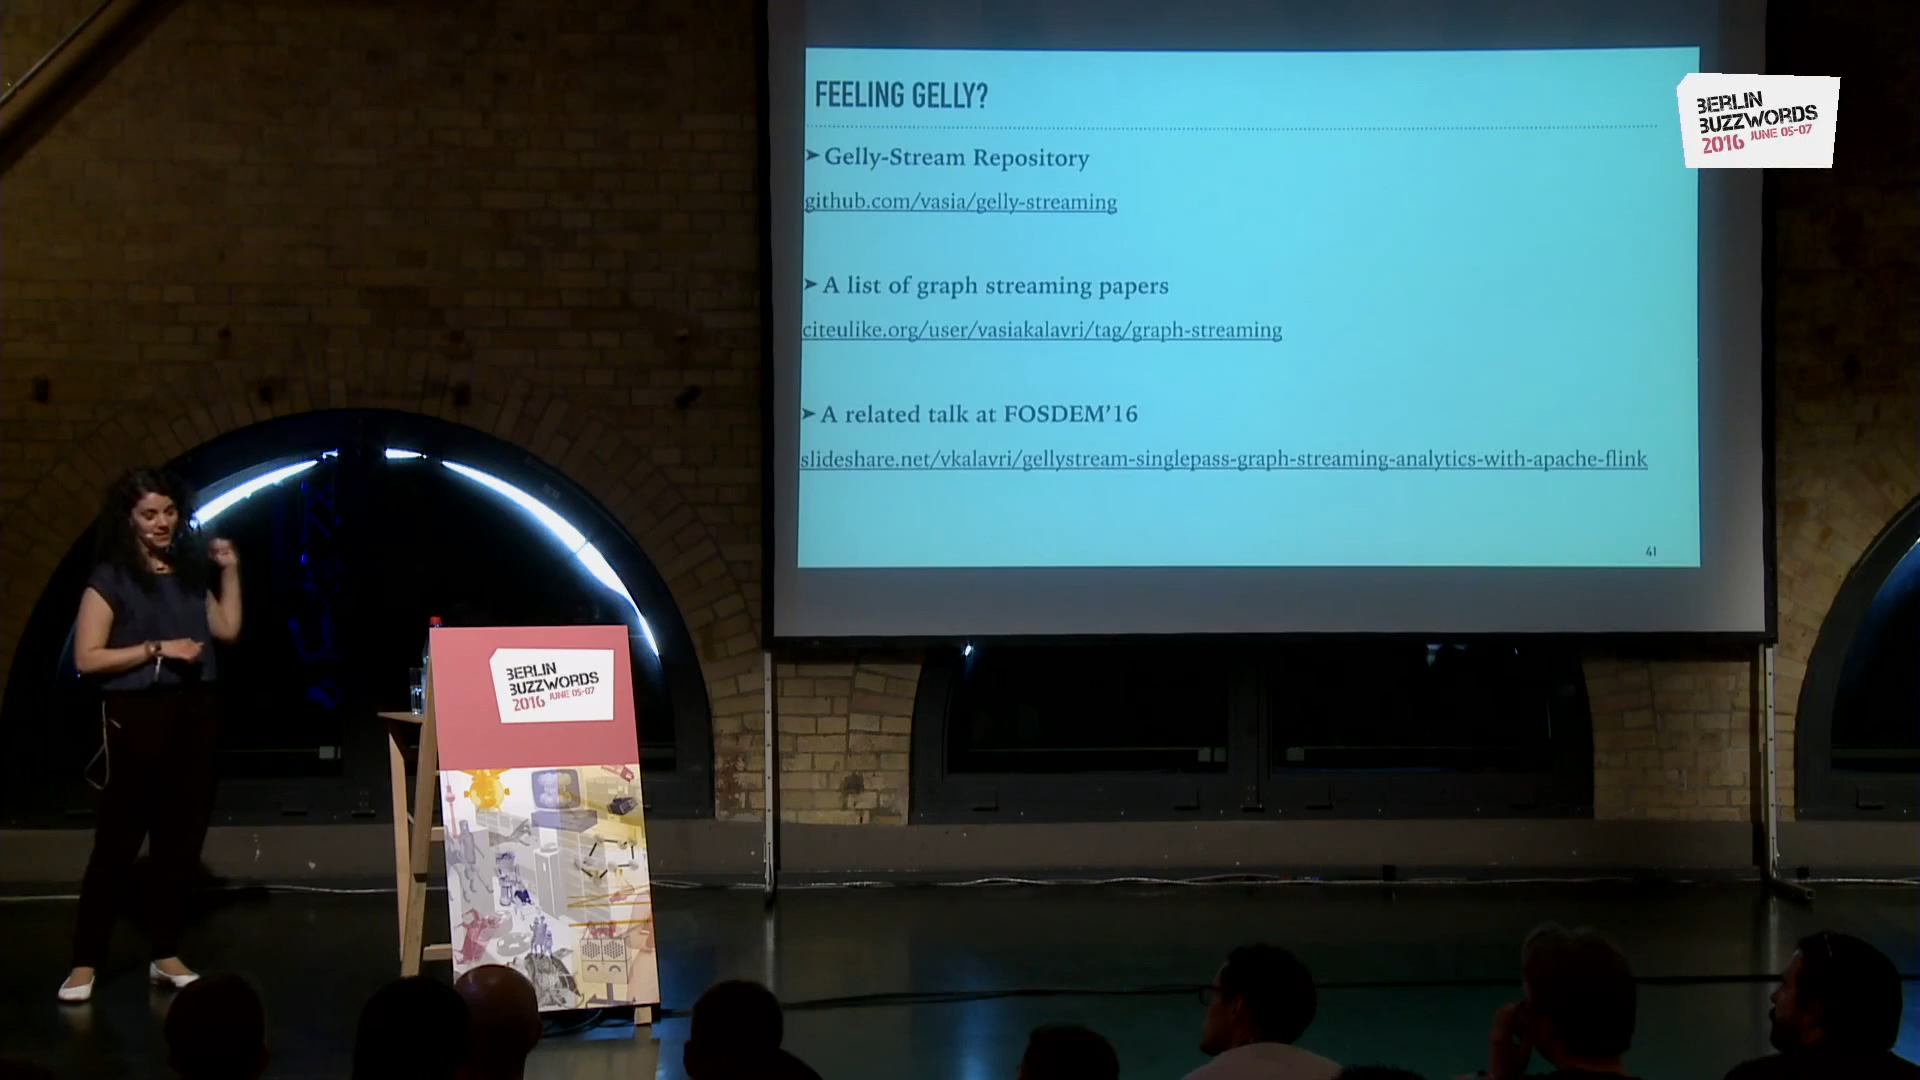 FEELING GELLY?
➤ Gelly-Stream Repository
github.com/vasia/gelly-streaming
➤ A list of graph streaming papers
citeulike.org/user/vasiakalavri/tag/graph-streaming
➤ A related talk at FOSDEM'16
slideshare.net/vkalavri/gellystream-singlepass-graph-streaming-analytics-with-apache-flink
41
BERLIN
BUZZWORDS
2016 JUNE 05-07
BERLIN
BUZZWORDS
2016 JUNE 05-07